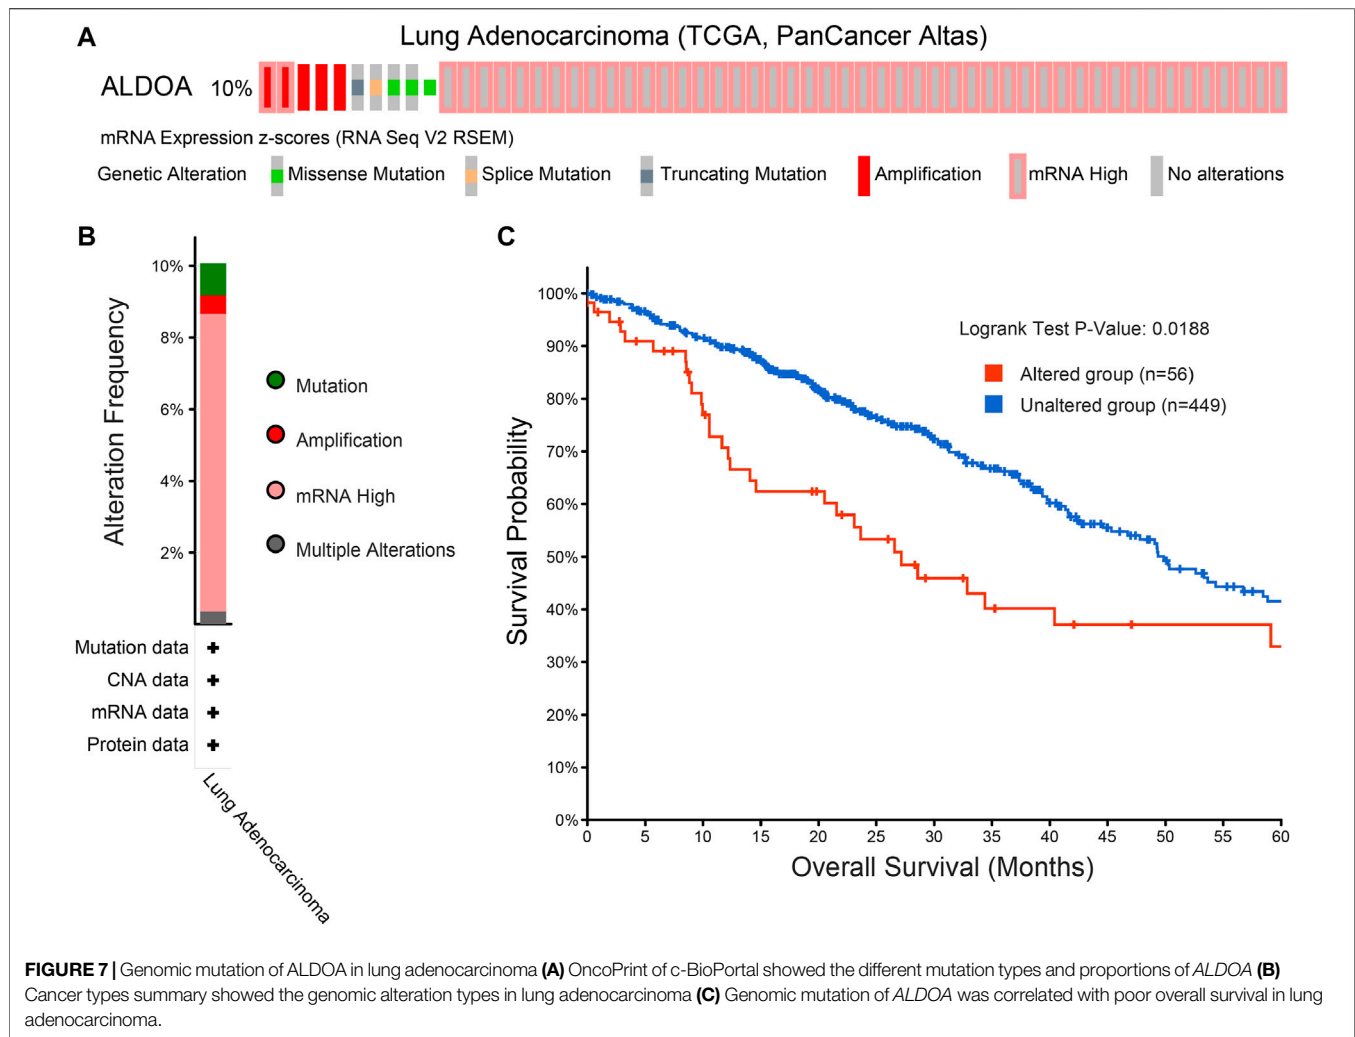 A
Lung Adenocarcinoma (TCGA, PanCancer Altas)
ALDOA 10%
mRNA Expression z-scores (RNA Seq V2 RSEM)
Genetic Alteration Missense Mutation Splice Mutation Truncating Mutation Amplification mRNA High No alterations
B
Alteration Frequency
10%
8%
6%
4%
2%
Mutation
Amplification
mRNA High
Multiple Alterations
Mutation data
CNA data
mRNA data
Protein data
Lung Adenocarcinoma
C
Survival Probability
100%
90%
80%
70%
60%
50%
40%
30%
20%
10%
0%
Logrank Test P-Value: 0.0188
Altered group (n=56)
Unaltered group (n=449)
0 5 10 15 20 25 30 35 40 45 50 55 60
Overall Survival (Months)
FIGURE 7 | Genomic mutation of ALDOA in lung adenocarcinoma (A) OncoPrint of c-BioPortal showed the different mutation types and proportions of ALDOA (B)
Cancer types summary showed the genomic alteration types in lung adenocarcinoma (C) Genomic mutation of ALDOA was correlated with poor overall survival in lung
adenocarcinoma.